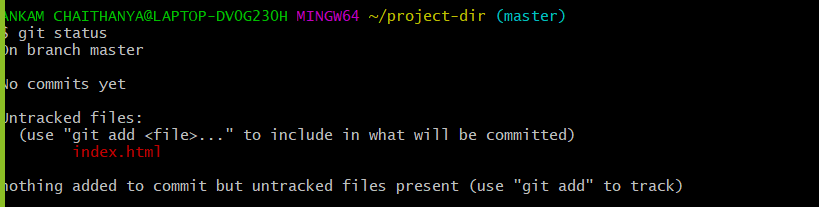 ANKAM CHAITHANYA@LAPTOP-DV0G230H MINGW64 ~/project-dir (master)
$ git status
On branch master
No commits yet
Untracked files:
(use "git add <file>..." to include in what will be committed)
index.html
nothing added to commit but untracked files present (use "git add" to track)